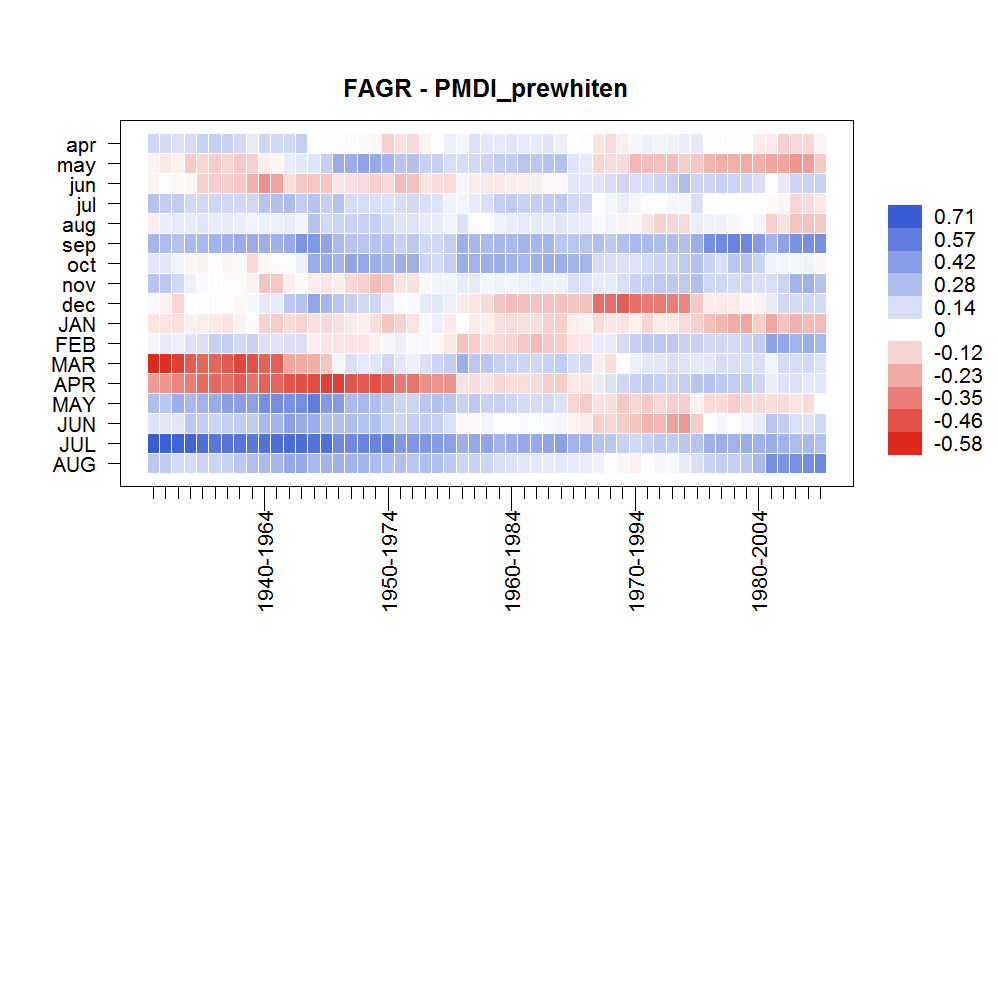 FAGR - PMDI_prewhiten
apr
may
jun
jul
aug
sep
oct
nov
dec
JAN
FEB
MAR
APR
MAY
JUN
JUL
AUG
1940-1964
1950-1974
1960-1984
1970-1994
1980-2004
0.71
0.57
0.42
0.28
0.14
0
-0.12
-0.23
-0.35
-0.46
-0.58